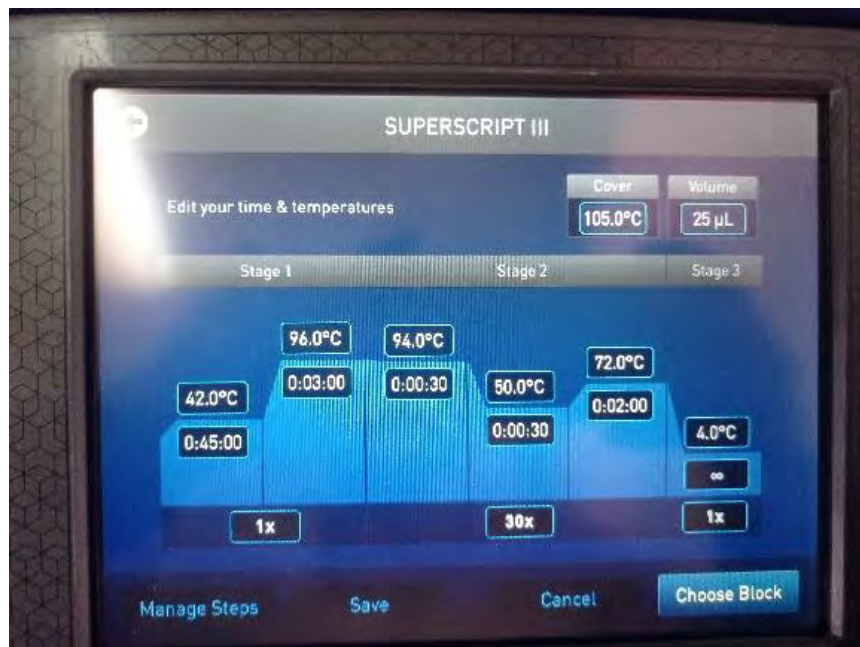 SUPERSCRIPT III
Cover Volume
Edit your time & temperatures
105.0°C 25 µL
Stage 1 Stage 2 Stage 3
96.0°C 94.0°C
72.0°C
0:03:00 0:00:30 50.0°C
42.0°C 0:02:00
0:00:30 4.0°C
0:45:00
∞
1x 30x 1x
Manage Steps Save Cancel Choose Block